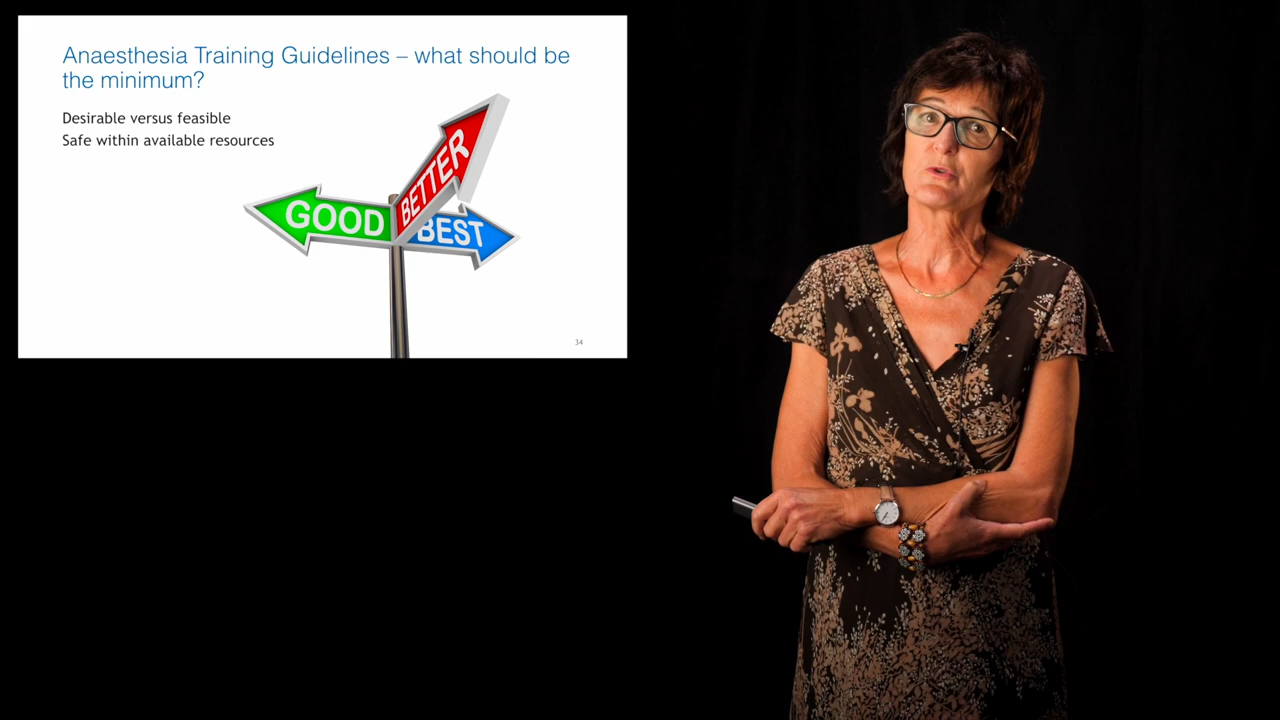 Anaesthesia Training Guidelines – what should be
the minimum?
Desirable versus feasible
Safe within available resources
GOOD
BETTER
BEST
34